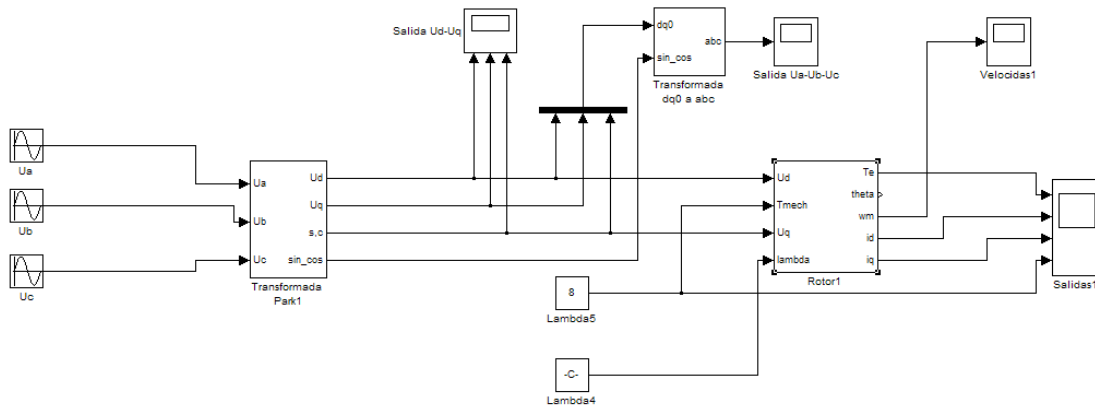 Salida Ud-Uq
dq0
abc
sin_cos
Transformada
dq0 a abc
Salida Ua-Ub-Uc
Velocidas1
Ua
Ub
Uc
Ua
Ub
Uc
Ud
Uq
s,c
sin_cos
Transformada
Park1
Ud
Tmech
Uq
lambda
Te
theta
wm
id
iq
Rotor1
Salidas1
8
Lambda5
-C-
Lambda4